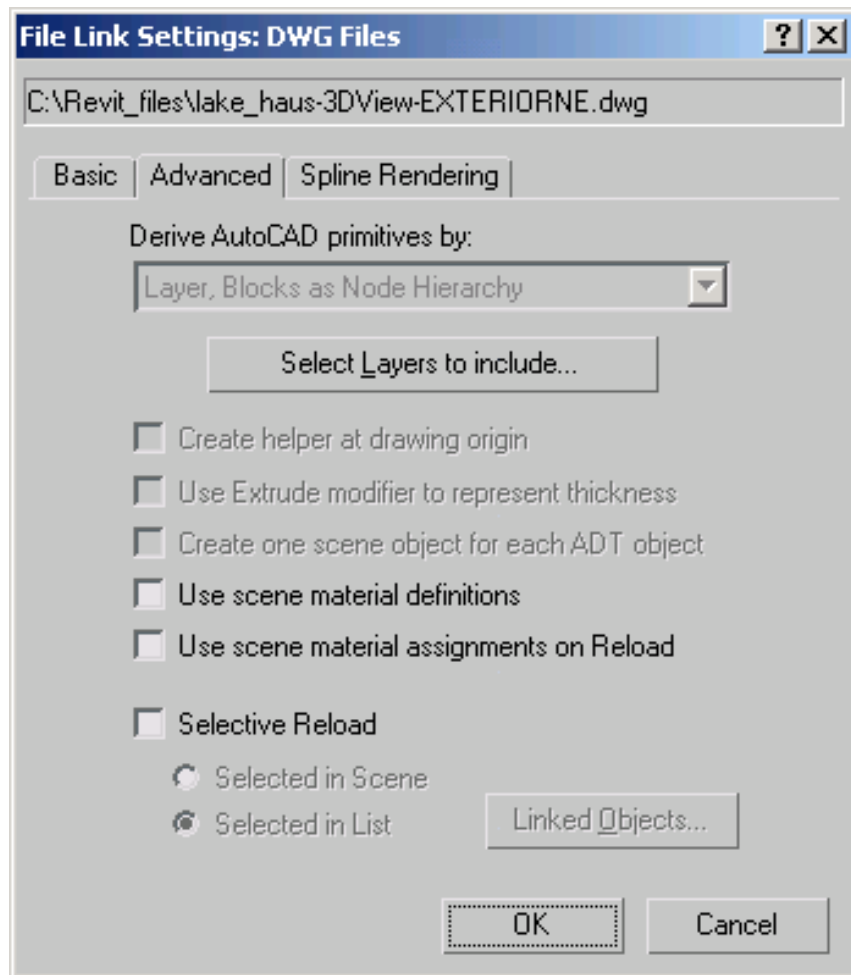 File Link Settings: DWG Files
C:\Revit_files\lake_haus-3DView-EXTERIORNE.dwg
Basic Advanced Spline Rendering
Derive AutoCAD primitives by:
Layer, Blocks as Node Hierarchy
Select Layers to include...
Create helper at drawing origin
Use Extrude modifier to represent thickness
Create one scene object for each ADT object
Use scene material definitions
Use scene material assignments on Reload
Selective Reload
Selected in Scene
Selected in List
Linked Objects...
OK Cancel